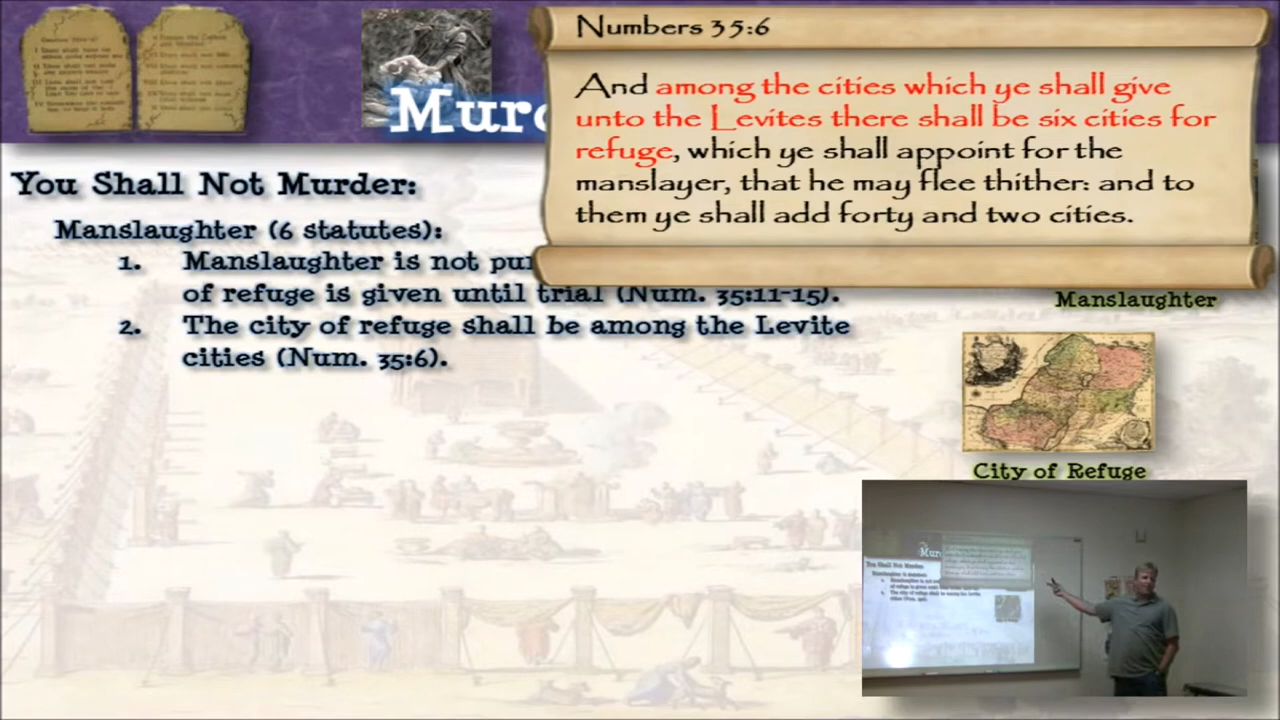 Numbers 35:6
And among the cities which ye shall give
unto the Levites there shall be six cities for
refuge, which ye shall appoint for the
manslayer, that he may flee thither: and to
them ye shall add forty and two cities.
You Shall Not Murder:
Manslaughter (6 statutes):
1. Manslaughter is not
of refuge is given until trial (Num. 35:11-15).
2. The city of refuge shall be among the Levite
cities (Num. 35:6).
Manslaughter
City of Refuge
You Shall Not Murder